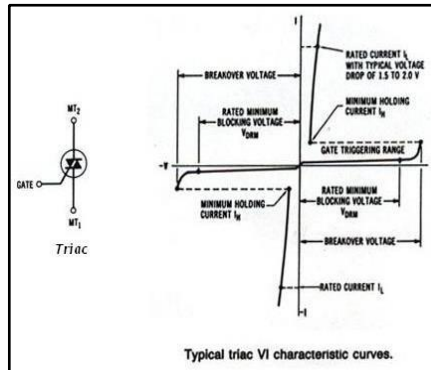 MT2
GATE
MT1
Triac
I
RATED CURRENT IL
WITH TYPICAL VOLTAGE
DROP OF 1.5 TO 2.0 V
BREAKOVER VOLTAGE
RATED MINIMUM
BLOCKING VOLTAGE
VDRM
MINIMUM HOLDING
CURRENT IH
GATE TRIGGERING RANGE
-V
MINIMUM HOLDING
CURRENT IH
RATED MINIMUM
BLOCKING VOLTAGE
VDRM
BREAKOVER VOLTAGE
RATED CURRENT IL
-I
Typical triac VI characteristic curves.